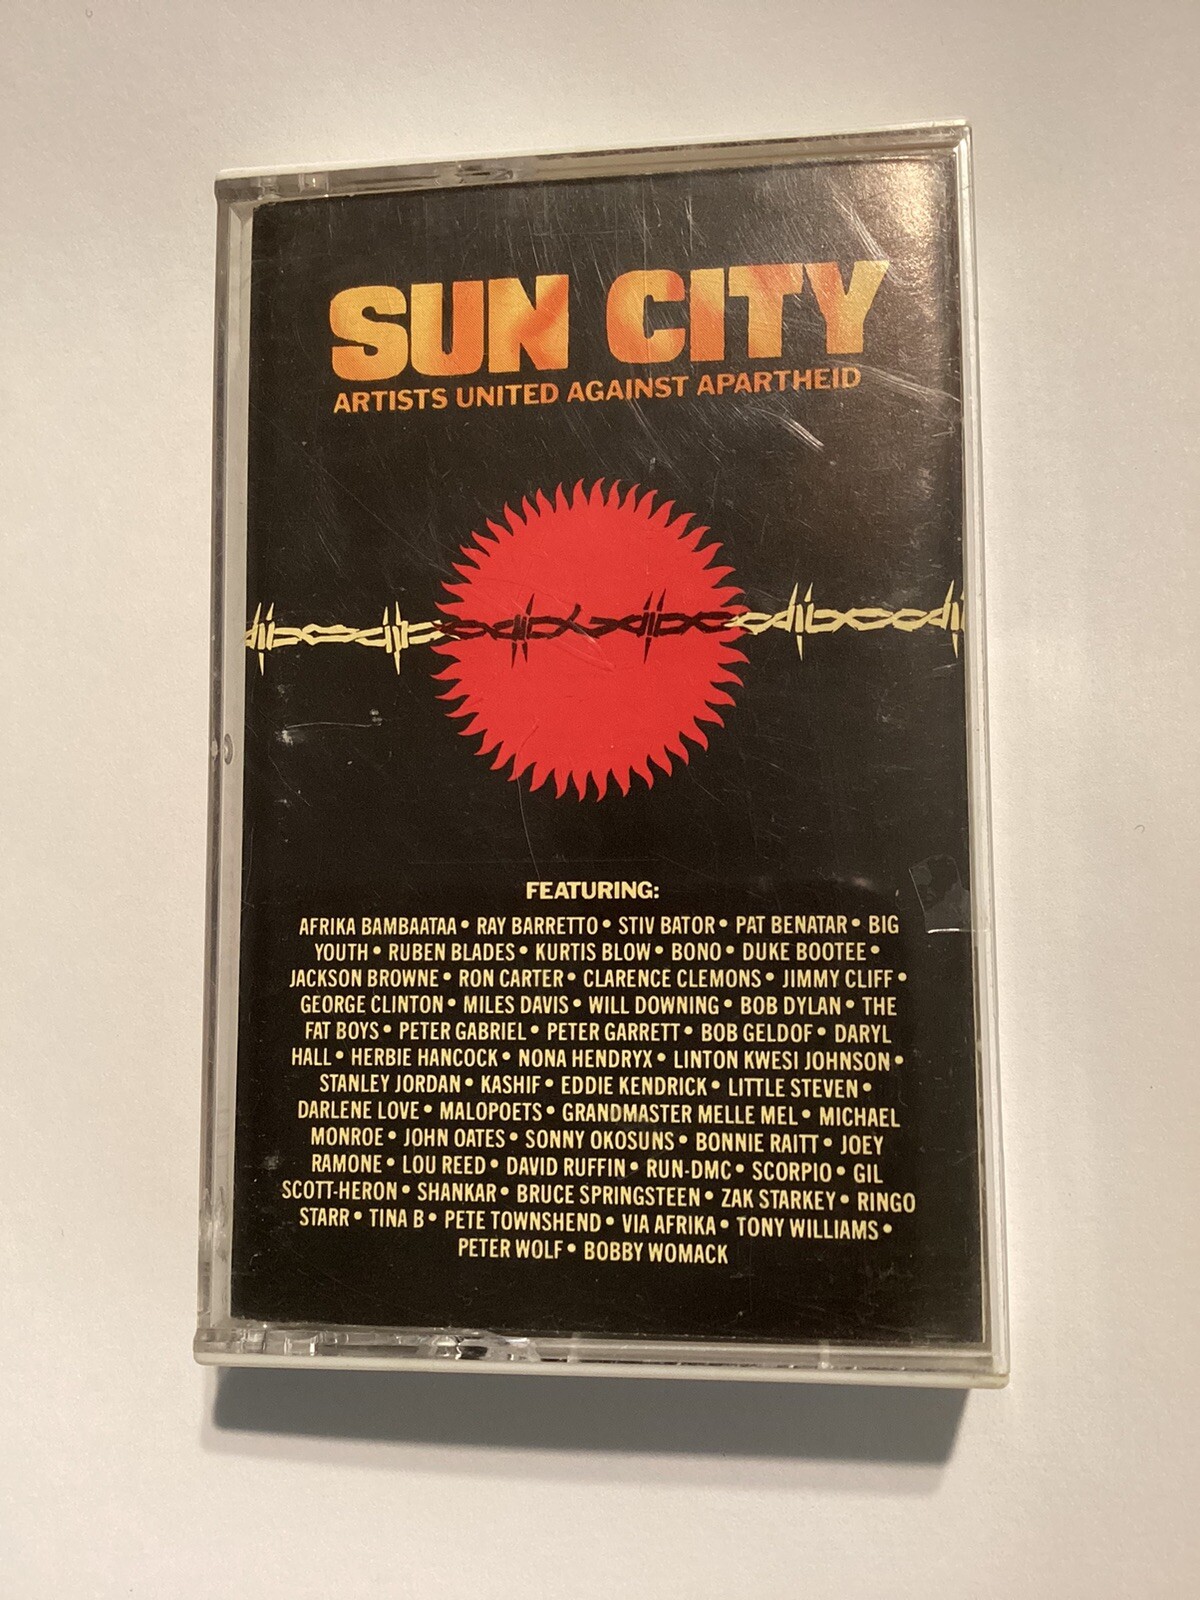 SUN CITY
ARTISTS UNITED AGAINST APARTHEID
FEATURING:
AFRIKA BAMBAATAA • RAY BARRETTO • STIV BATOR • PAT BENATAR • BIG
YOUTH • RUBEN BLADES • KURTIS BLOW • BONO • DUKE BOOTEE •
JACKSON BROWNE • RON CARTER • CLARENCE CLEMONS • JIMMY CLIFF •
GEORGE CLINTON • MILES DAVIS • WILL DOWNING • BOB DYLAN • THE
FAT BOYS • PETER GABRIEL • PETER GARRETT • BOB GELDOF • DARYL
HALL • HERBIE HANCOCK • NONA HENDRYX • LINTON KWESI JOHNSON •
STANLEY JORDAN • KASHIF • EDDIE KENDRICK • LITTLE STEVEN •
DARLENE LOVE • MALOPOETS • GRANDMASTER MELLE MEL • MICHAEL
MONROE • JOHN OATES • SONNY OKOSUNS • BONNIE RAITT • JOEY
RAMONE • LOU REED • DAVID RUFFIN • RUN-DMC • SCORPIO • GIL
SCOTT-HERON • SHANKAR • BRUCE SPRINGSTEEN • ZAK STARKEY • RINGO
STARR • TINA B • PETE TOWNSHEND • VIA AFRIKA • TONY WILLIAMS •
PETER WOLF • BOBBY WOMACK